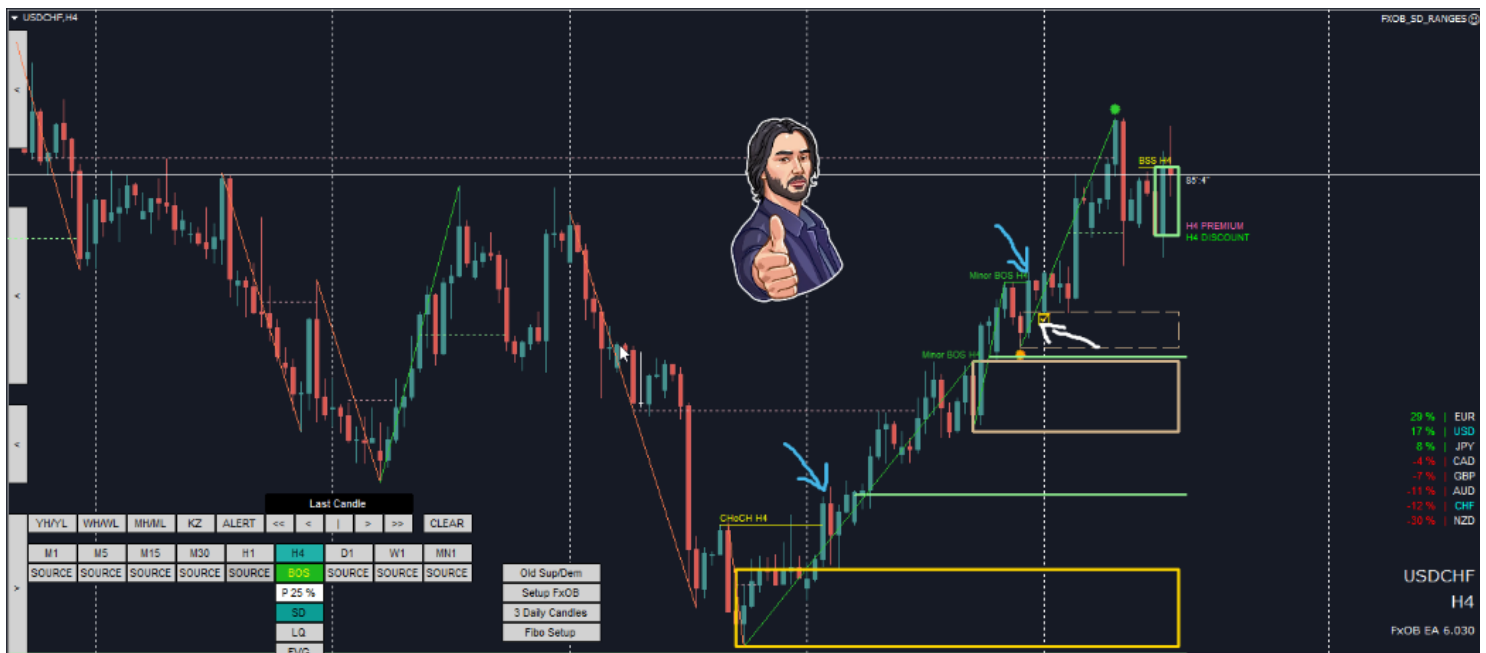 USDCHF,H4
FXOB_SD_RANGES
BSS H4
H4 PREMIUM
H4 DISCOUNT
Minor BOS H4
Minor BOS H4
29 % | EUR
17 % | USD
8 % | JPY
-4 % | CAD
-7 % | GBP
-11 % | AUD
-12 % | CHF
-30 % | NZD
Last Candle
CHoCH H4
YH/YL WH/WL MH/ML KZ ALERT << < | > >> CLEAR
M1 M5 M15 M30 H1 H4 D1 W1 MN1
SOURCE SOURCE SOURCE SOURCE SOURCE BOS SOURCE SOURCE SOURCE
Old Sup/Dem
P 25 %
Setup FxOB
SD
3 Daily Candles
LQ
Fibo Setup
FVG
USDCHF
H4
FxOB EA 6.030